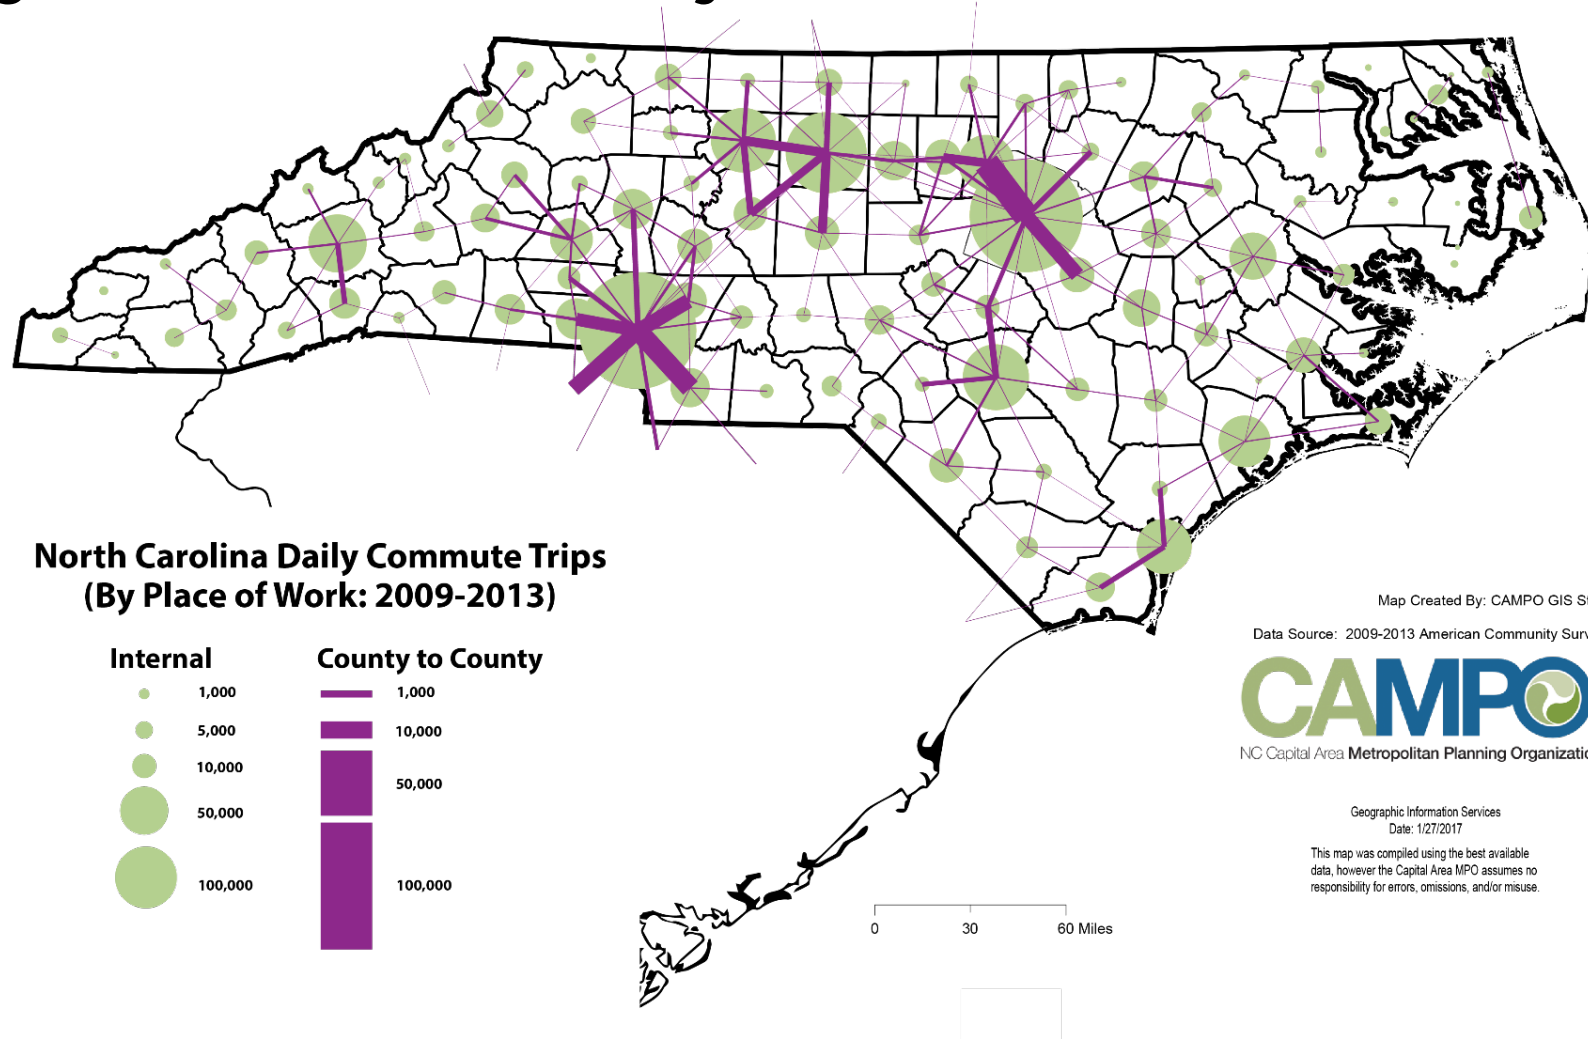 North Carolina Daily Commute Trips
(By Place of Work: 2009-2013)
Internal
1,000
5,000
10,000
50,000
100,000
County to County
1,000
10,000
50,000
100,000
Map Created By: CAMPO GIS
Data Source: 2009-2013 American Community
CAMPO
NC Capital Area Metropolitan Planning
Geographic Information Services
Date: 1/27/2017
This map was compiled using the best available
data, however the Capital Area MPO assumes no
responsibility for errors, omissions, and/or misuse.
0 30 60 Miles